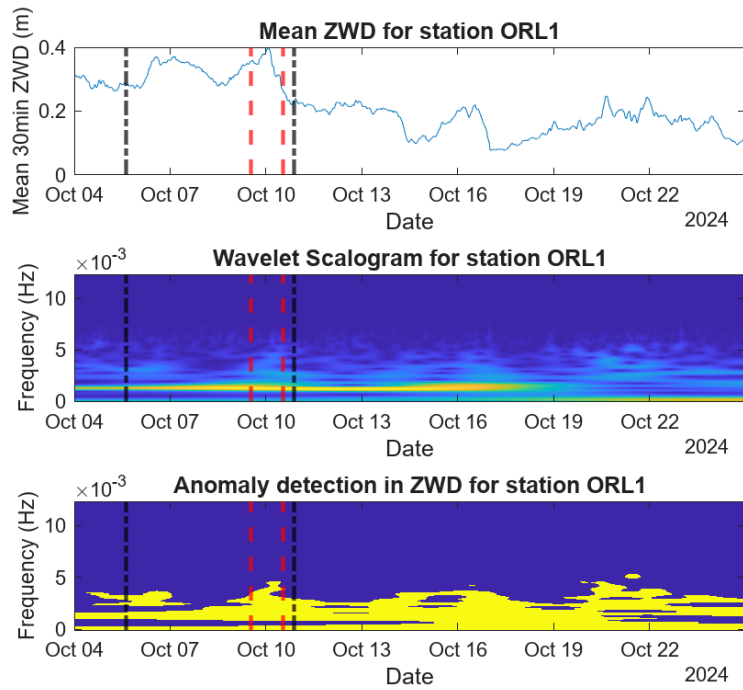 Mean ZWD for station ORL1
Mean 30min ZWD (m)
0.4
0.2
0
Oct 04 Oct 07 Oct 10 Oct 13 Oct 16 Oct 19 Oct 22
Date
2024
Wavelet Scalogram for station ORL1
×10⁻³
Frequency (Hz)
10
5
0
Oct 04 Oct 07 Oct 10 Oct 13 Oct 16 Oct 19 Oct 22
Date
2024
Anomaly detection in ZWD for station ORL1
×10⁻³
Frequency (Hz)
10
5
0
Oct 04 Oct 07 Oct 10 Oct 13 Oct 16 Oct 19 Oct 22
Date
2024